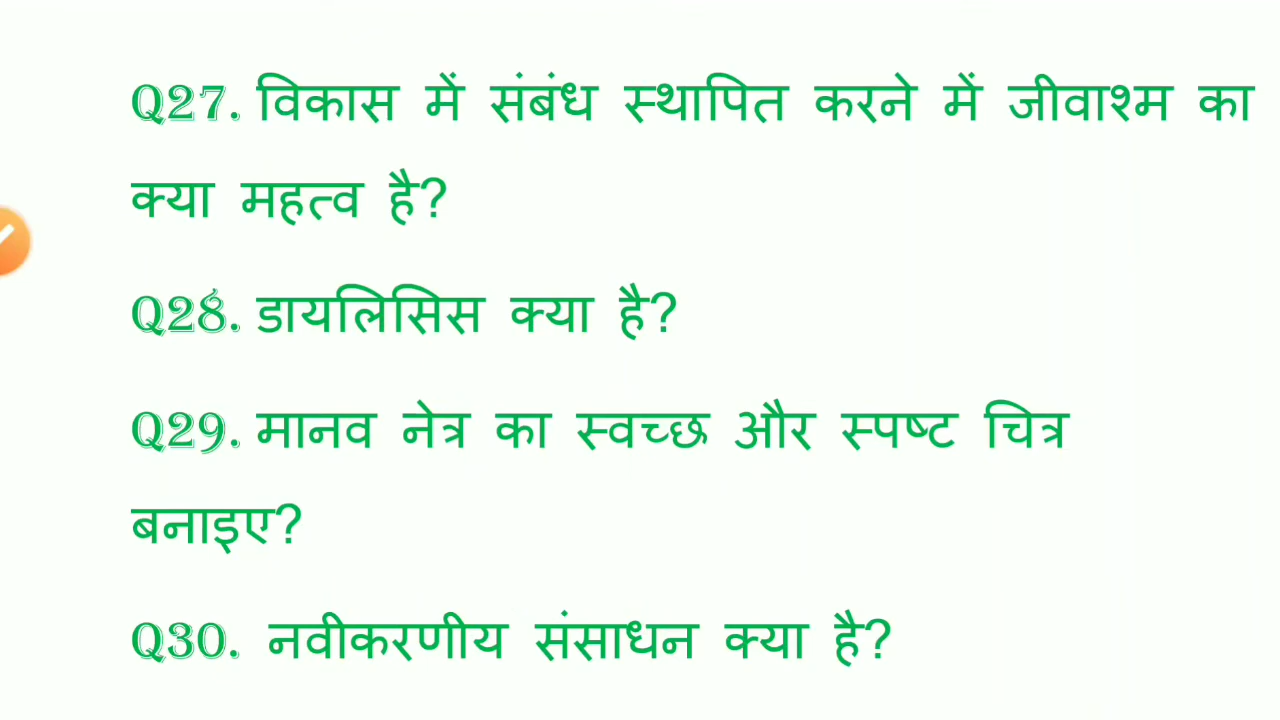 Q27. विकास में संबंध स्थापित करने में जीवाश्म का
क्या महत्व है?
Q28. डायलिसिस क्या है?
Q29. मानव नेत्र का स्वच्छ और स्पष्ट चित्र
बनाइए?
Q30. नवीकरणीय संसाधन क्या है?